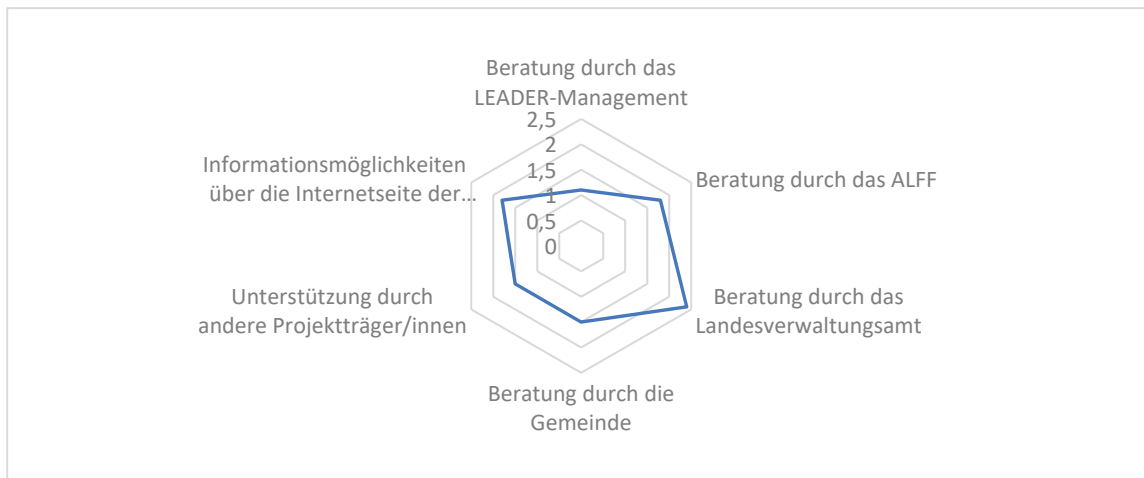 Beratung durch das
LEADER-Management
2,5
2
1,5
1
0,5
0
Beratung durch das ALFF
Beratung durch das
Landesverwaltungsamt
Beratung durch die
Gemeinde
Unterstützung durch
andere Projektträger/innen
Informationsmöglichkeiten
über die Internetseite der...